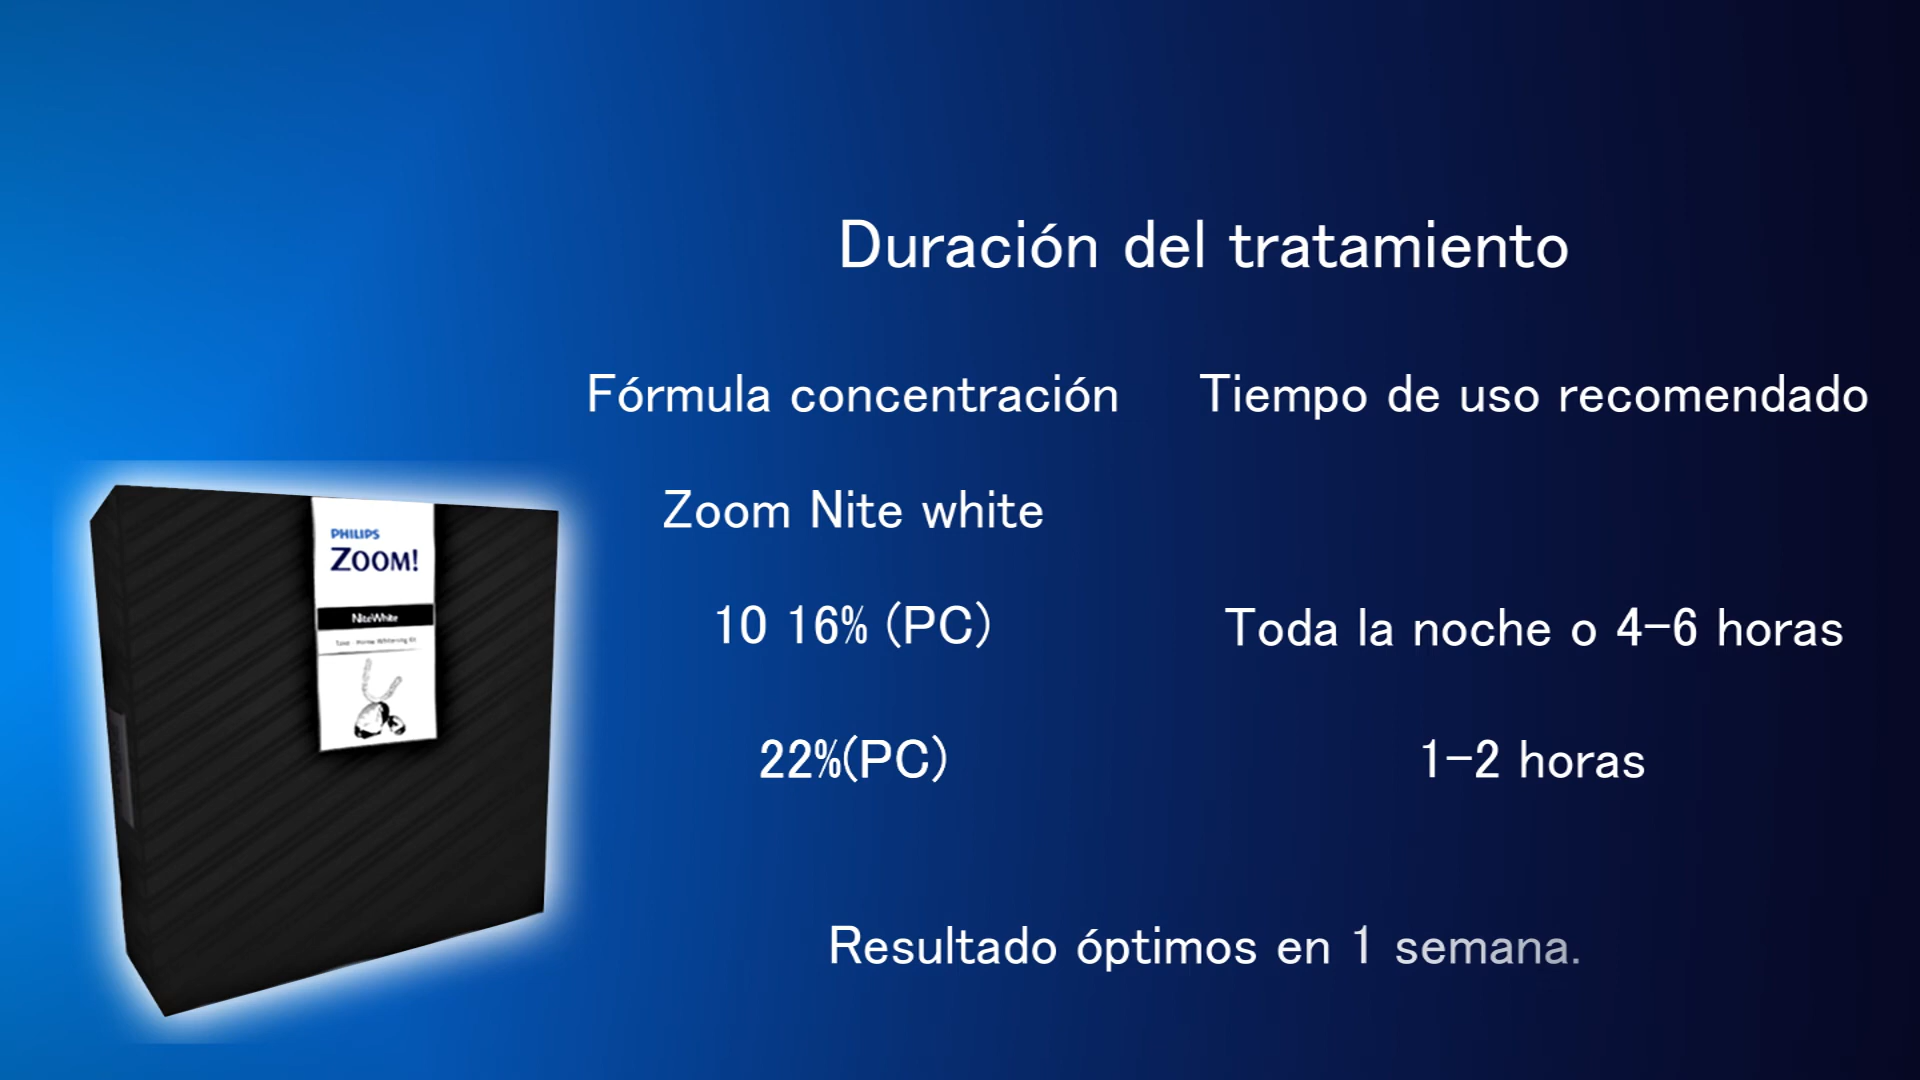 Duración del tratamiento
Fórmula concentración Tiempo de uso recomendado
Zoom Nite white
10 16% (PC) Toda la noche o 4-6 horas
22%(PC) 1-2 horas
Resultado óptimos en 1 semana.
PHILIPS
ZOOM!
NiteWhite